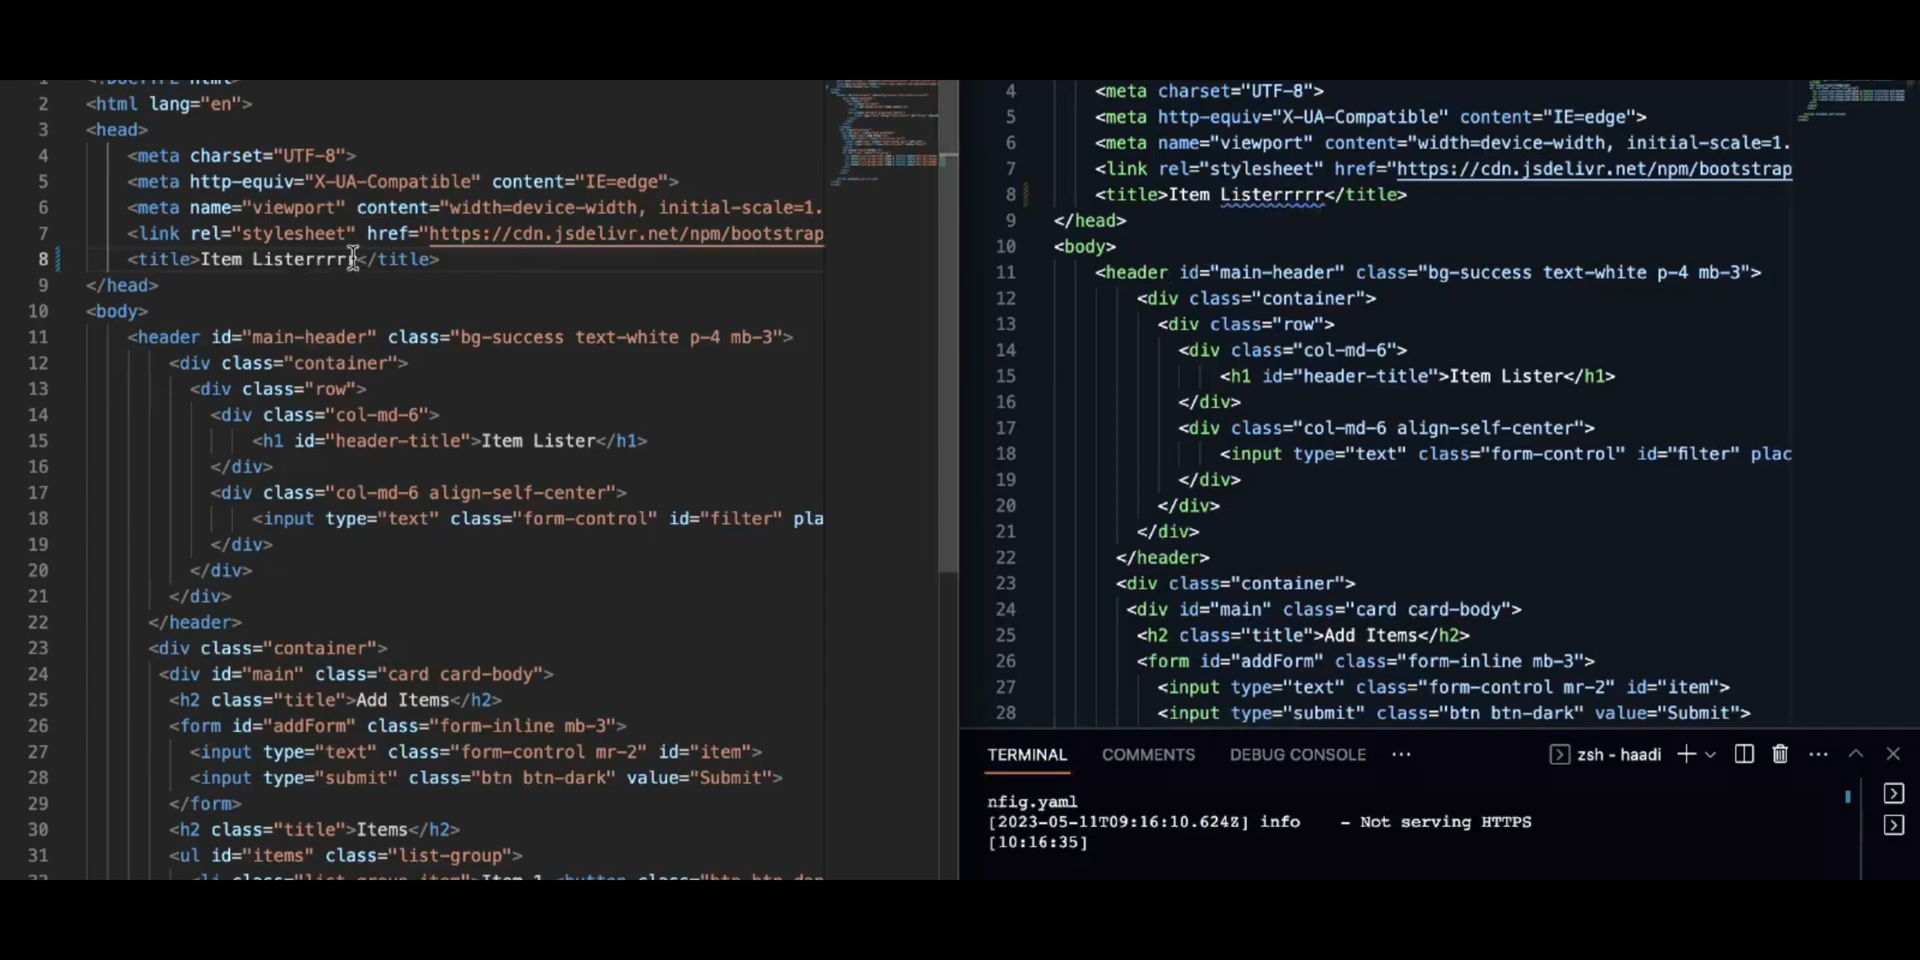 1 <!DOCTYPE html>
2 <html lang="en">
3 <head>
4 <meta charset="UTF-8">
5 <meta http-equiv="X-UA-Compatible" content="IE=edge">
6 <meta name="viewport" content="width=device-width, initial-scale=1.
7 <link rel="stylesheet" href="https://cdn.jsdelivr.net/npm/bootstrap
8 <title>Item Listerrrrr</title>
9 </head>
10 <body>
11 <header id="main-header" class="bg-success text-white p-4 mb-3">
12 <div class="container">
13 <div class="row">
14 <div class="col-md-6">
15 <h1 id="header-title">Item Lister</h1>
16 </div>
17 <div class="col-md-6 align-self-center">
18 <input type="text" class="form-control" id="filter" pla
19 </div>
20 </div>
21 </div>
22 </header>
23 <div class="container">
24 <div id="main" class="card card-body">
25 <h2 class="title">Add Items</h2>
26 <form id="addForm" class="form-inline mb-3">
27 <input type="text" class="form-control mr-2" id="item">
28 <input type="submit" class="btn btn-dark" value="Submit">
29 </form>
30 <h2 class="title">Items</h2>
31 <ul id="items" class="list-group">
4 <meta charset="UTF-8">
5 <meta http-equiv="X-UA-Compatible" content="IE=edge">
6 <meta name="viewport" content="width=device-width, initial-scale=1.
7 <link rel="stylesheet" href="https://cdn.jsdelivr.net/npm/bootstrap
8 <title>Item Listerrrrr</title>
9 </head>
10 <body>
11 <header id="main-header" class="bg-success text-white p-4 mb-3">
12 <div class="container">
13 <div class="row">
14 <div class="col-md-6">
15 <h1 id="header-title">Item Lister</h1>
16 </div>
17 <div class="col-md-6 align-self-center">
18 <input type="text" class="form-control" id="filter" plac
19 </div>
20 </div>
21 </div>
22 </header>
23 <div class="container">
24 <div id="main" class="card card-body">
25 <h2 class="title">Add Items</h2>
26 <form id="addForm" class="form-inline mb-3">
27 <input type="text" class="form-control mr-2" id="item">
28 <input type="submit" class="btn btn-dark" value="Submit">
TERMINAL COMMENTS DEBUG CONSOLE ··· zsh - haadi
nfig.yaml
[2023-05-11T09:16:10.624Z] info - Not serving HTTPS
[10:16:35]